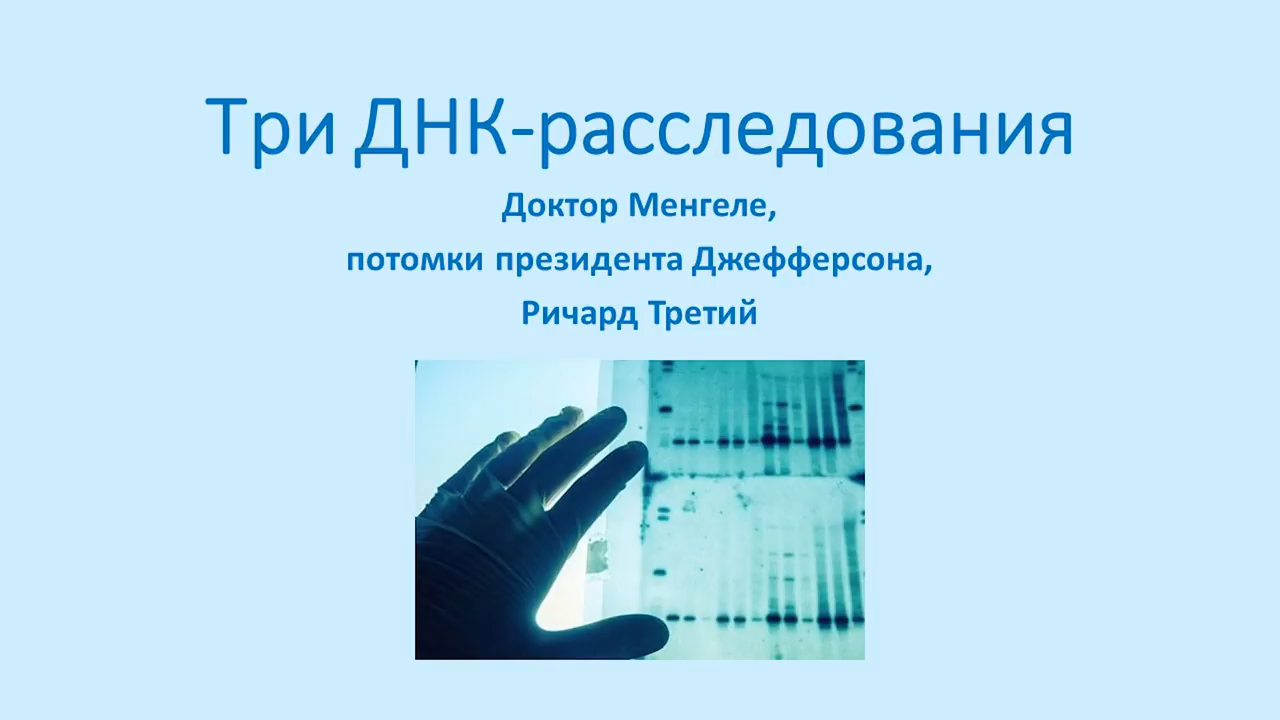 Три ДНК-расследования
Доктор Менгеле,
потомки президента Джефферсона,
Ричард Третий